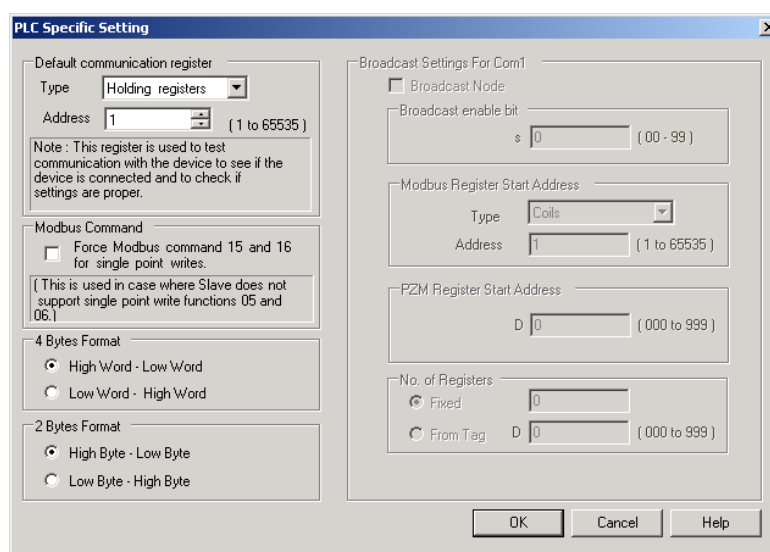 PLC Specific Setting
Default communication register
Type Holding registers
Address 1 ( 1 to 65535 )
Note : This register is used to test
communication with the device to see if the
device is connected and to check if
settings are proper.
Modbus Command
Force Modbus command 15 and 16
for single point writes.
( This is used in case where Slave does not
support single point write functions 05 and
06.)
4 Bytes Format
High Word - Low Word
Low Word - High Word
2 Bytes Format
High Byte - Low Byte
Low Byte - High Byte
Broadcast Settings For Com1
Broadcast Node
Broadcast enable bit
s 0 ( 00 - 99 )
Modbus Register Start Address
Type Coils
Address 1 ( 1 to 65535 )
PZM Register Start Address
D 0 ( 000 to 999 )
No. of Registers
Fixed 0
From Tag D 0 ( 000 to 999 )
OK Cancel Help